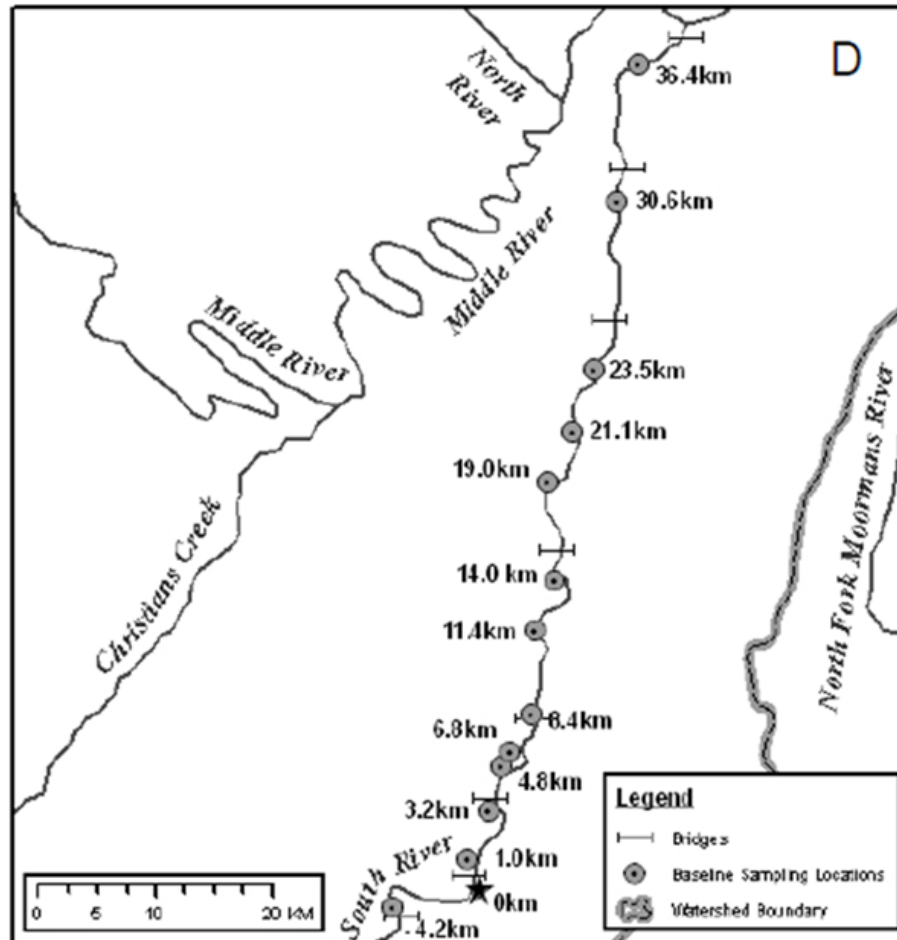 D
North
River
36.4km
30.6km
Middle River
Middle River
23.5km
21.1km
19.0km
North Fork Moormans River
Christians Creek
14.0 km
11.4km
8.4km
6.8km
4.8km
3.2km
1.0km
South River
0km
- 4.2km
0 5 10 20 KM
Legend
Bridges
Baseline Sampling Locations
Watershed Boundary